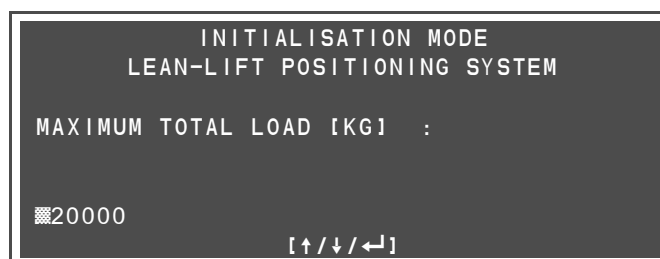 INITIALISATION MODE
LEAN-LIFT POSITIONING SYSTEM
MAXIMUM TOTAL LOAD [KG] :
▒20000
[↑/↓/↵]